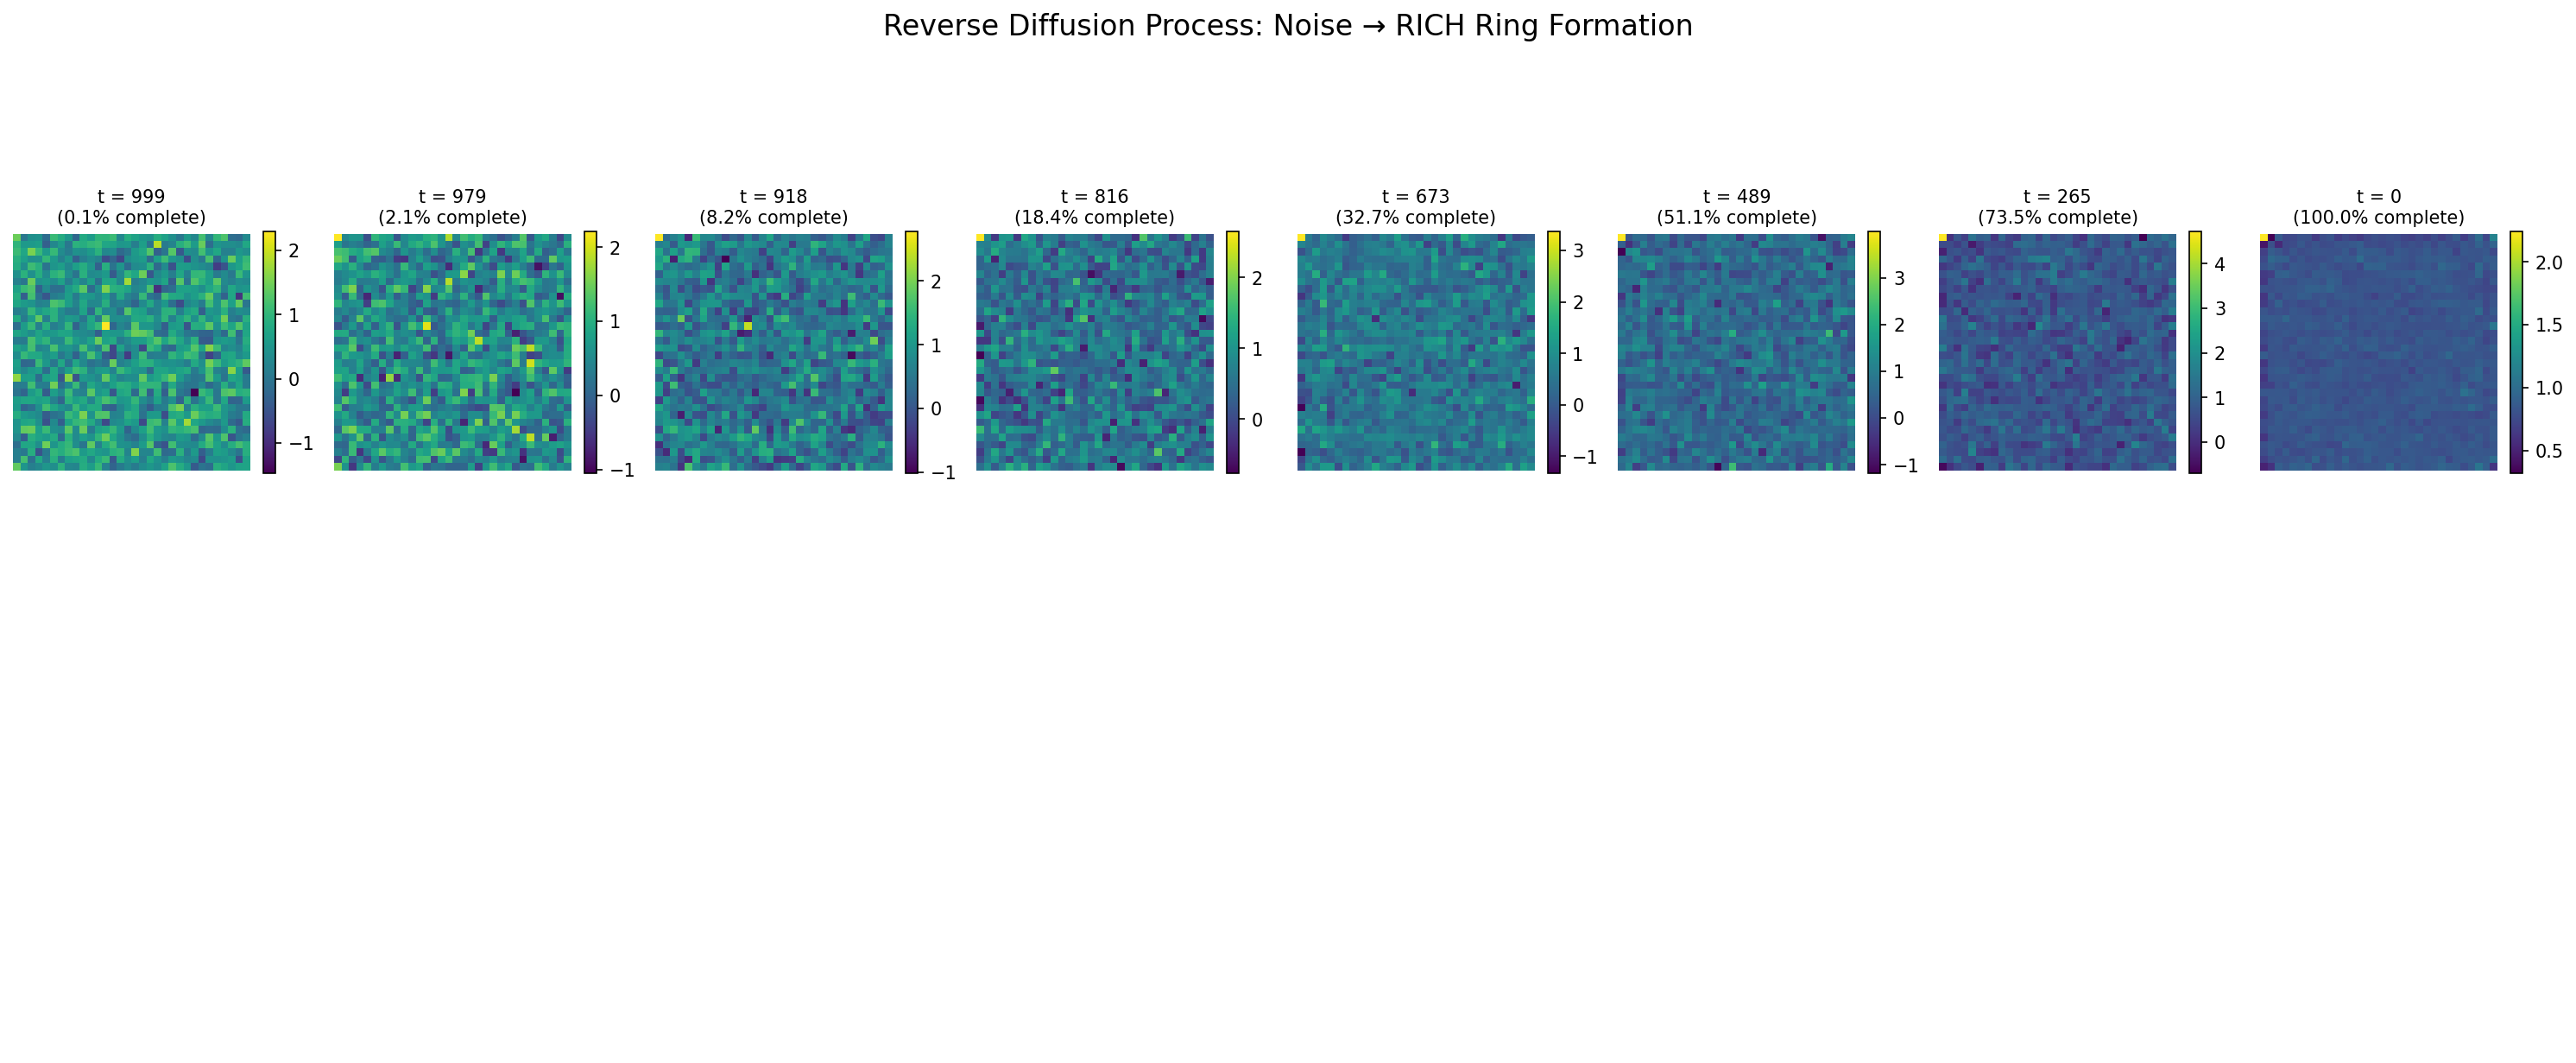 Reverse Diffusion Process: Noise → RICH Ring Formation
t = 999
(0.1% complete)
2
1
0
−1
t = 979
(2.1% complete)
2
1
0
−1
t = 918
(8.2% complete)
2
1
0
−1
t = 816
(18.4% complete)
2
1
0
t = 673
(32.7% complete)
3
2
1
0
−1
t = 489
(51.1% complete)
3
2
1
0
−1
t = 265
(73.5% complete)
4
3
2
1
0
t = 0
(100.0% complete)
2.0
1.5
1.0
0.5